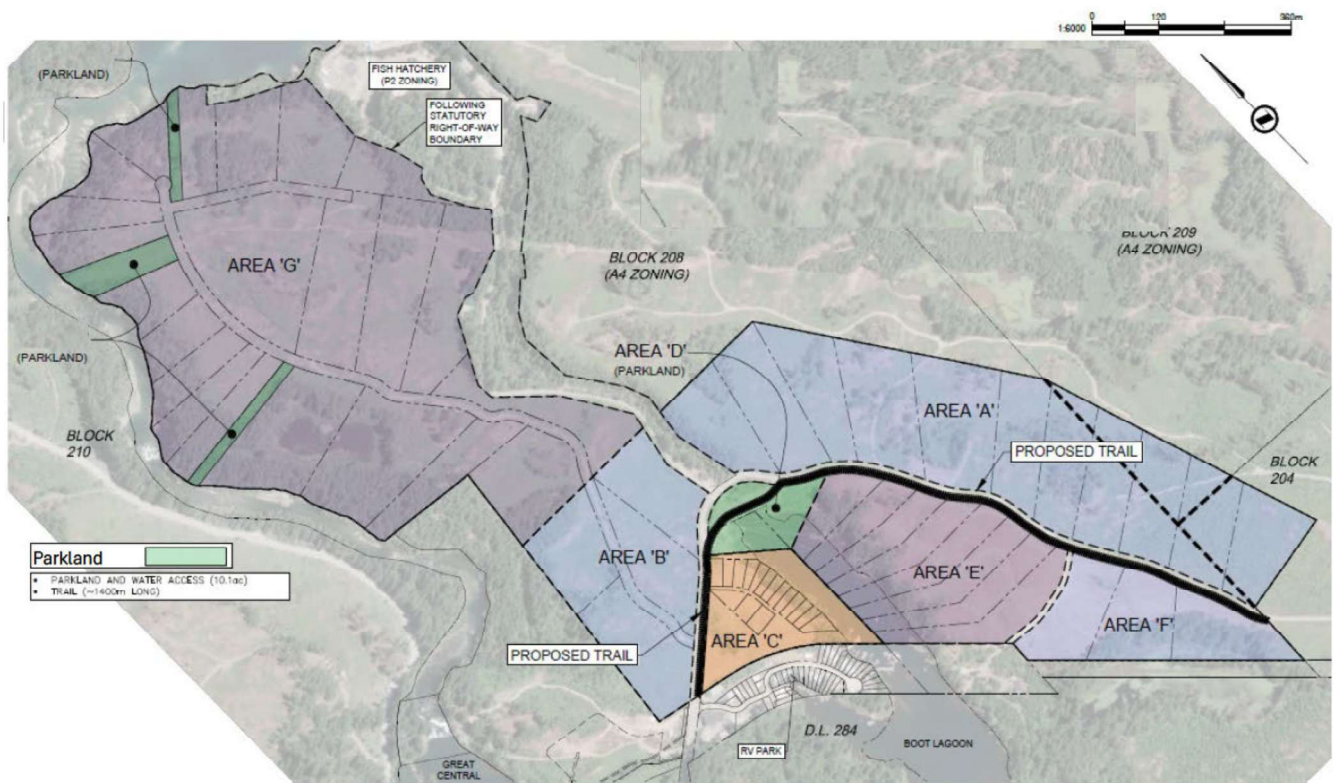 0 120 360m
1:6000
(PARKLAND)
FISH HATCHERY
(P2 ZONING)
FOLLOWING
STATUTORY
RIGHT-OF-WAY
BOUNDARY
AREA 'G'
BLOCK 208
(A4 ZONING)
BLOCK 209
(A4 ZONING)
(PARKLAND)
AREA 'D'
(PARKLAND)
AREA 'A'
BLOCK
210
PROPOSED TRAIL
BLOCK
204
Parkland
• PARKLAND AND WATER ACCESS (10.1ac)
• TRAIL (~1400m LONG)
AREA 'B'
AREA 'E'
AREA 'C'
AREA 'F'
PROPOSED TRAIL
D.L. 284
RV PARK
BOOT LAGOON
GREAT
CENTRAL